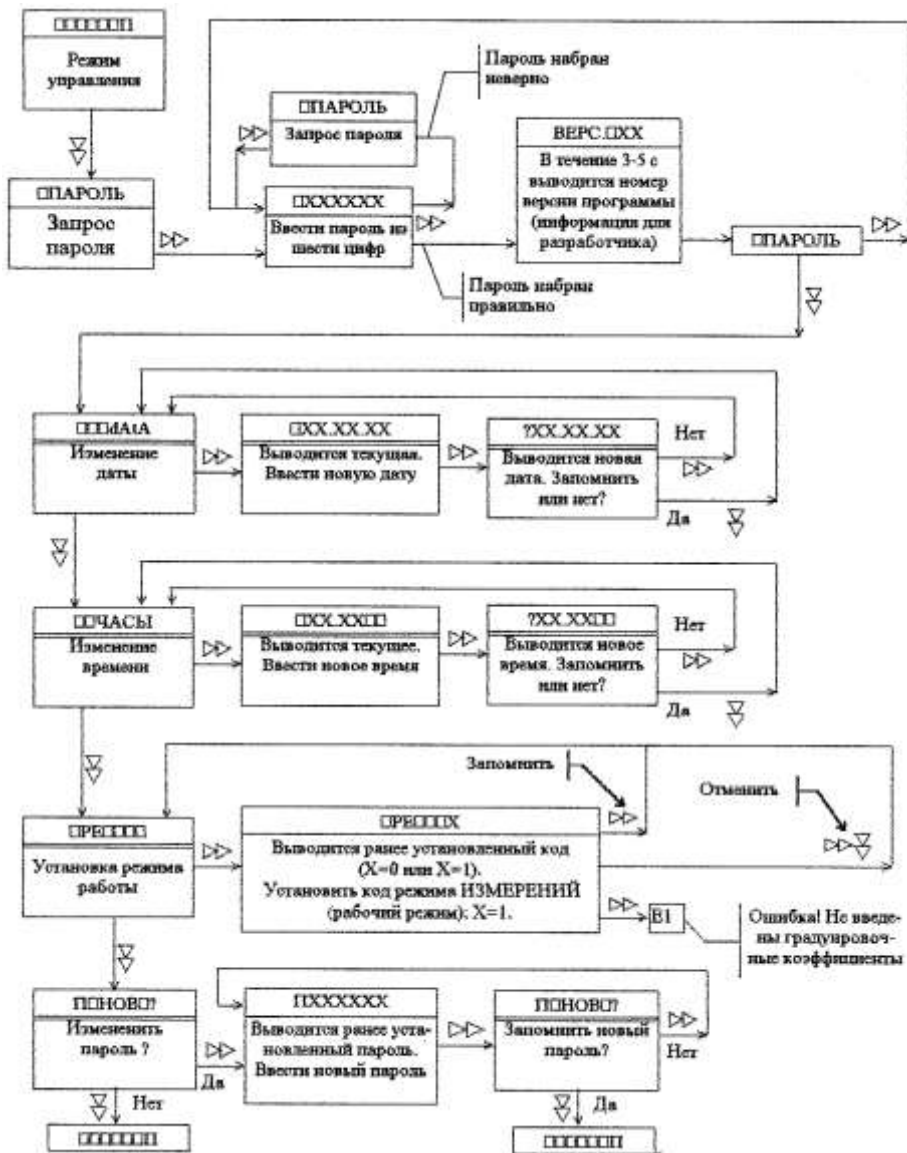 □□□□□□П
Режим
управления
Пароль набран
неверно
□ПАРОЛЬ
Запрос пароля
ВЕРС.□ХХ
В течение 3-5 с
выводится номер
версии программы
(информация для
разработчика)
□ПАРОЛЬ
Запрос
пароля
□ХХХХХХ
Ввести пароль из
шести цифр
□ПАРОЛЬ
Пароль набран
правильно
□□□dAtA
Изменение
даты
□ХХ.ХХ.ХХ
Выводится текущая.
Ввести новую дату
?ХХ.ХХ.ХХ
Выводится новая
дата. Запомнить
или нет?
Нет
Да
□□ЧАСЫ
Изменение
времени
□ХХ.ХХ□□
Выводится текущее.
Ввести новое время
?ХХ.ХХ□□
Выводится новое
время. Запомнить
или нет?
Нет
Да
Запомнить
Отменить
□РЕ□□□□
Установка режима
работы
□РЕ□□□Х
Выводится ранее установленный код
(Х=0 или Х=1).
Установить код режима ИЗМЕРЕНИЙ
(рабочий режим); Х=1.
Е1
Ошибка! Не введе-
ны градуировоч-
ные коэффициенты
П□НОВ□?
Измененить
пароль ?
Да
Нет
□□□□□□П
ПХХХХХХ
Выводится ранее уста-
новленный пароль.
Ввести новый пароль
П□НОВ□?
Запомнить новый
пароль?
Нет
Да
□□□□□□П